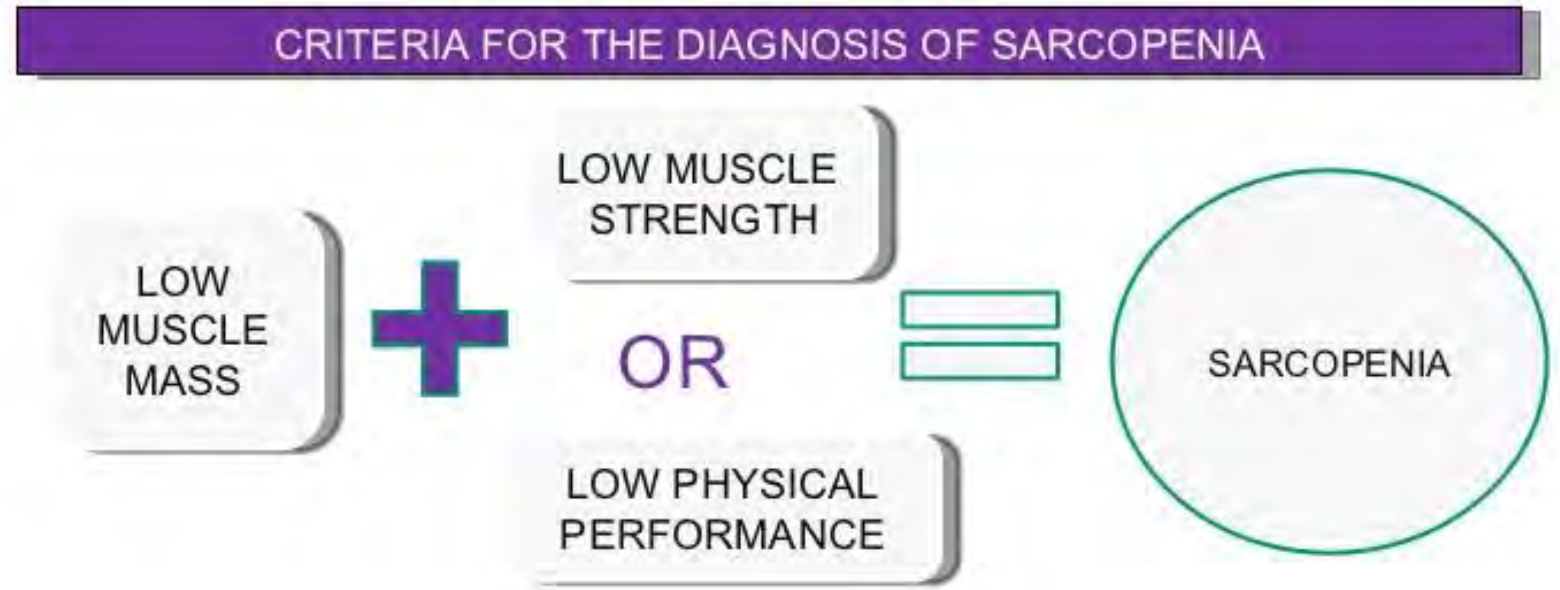 CRITERIA FOR THE DIAGNOSIS OF SARCOPENIA
LOW
MUSCLE
MASS
LOW MUSCLE
STRENGTH
OR
LOW PHYSICAL
PERFORMANCE
SARCOPENIA